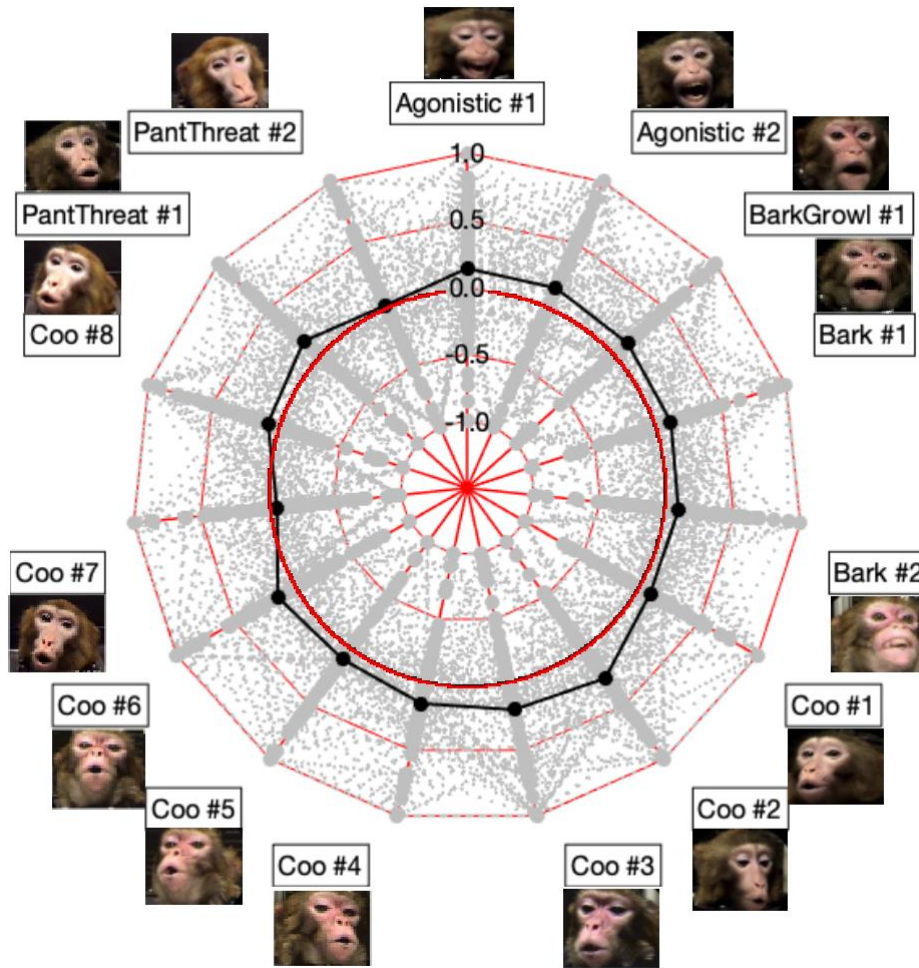 Agonistic #1
Agonistic #2
BarkGrowl #1
Bark #1
Bark #2
Coo #1
Coo #2
Coo #3
Coo #4
Coo #5
Coo #6
Coo #7
Coo #8
PantThreat #1
PantThreat #2
1.0
0.5
0.0
-0.5
-1.0